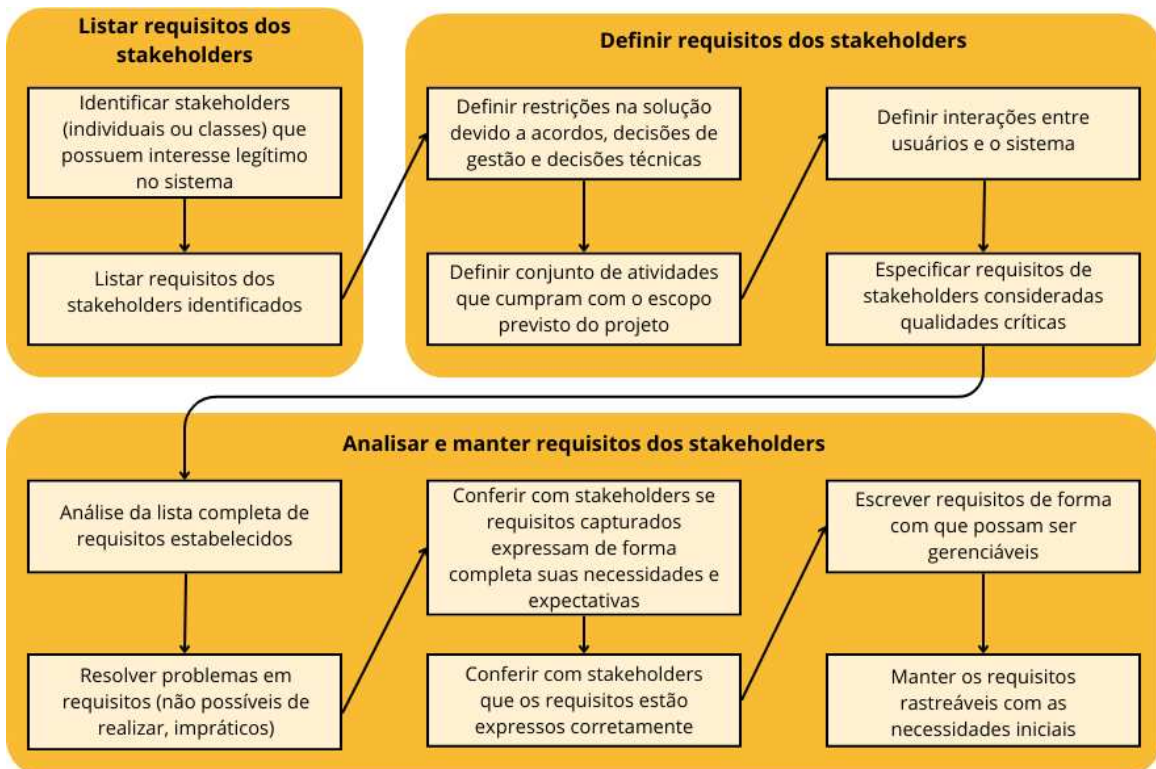 Listar requisitos dos
stakeholders
Identificar stakeholders
(individuais ou classes) que
possuem interesse legítimo
no sistema
Listar requisitos dos
stakeholders identificados
Definir requisitos dos stakeholders
Definir restrições na solução
devido a acordos, decisões de
gestão e decisões técnicas
Definir conjunto de atividades
que cumpram com o escopo
previsto do projeto
Definir interações entre
usuários e o sistema
Especificar requisitos de
stakeholders consideradas
qualidades críticas
Analisar e manter requisitos dos stakeholders
Análise da lista completa de
requisitos estabelecidos
Resolver problemas em
requisitos (não possíveis de
realizar, impráticos)
Conferir com stakeholders se
requisitos capturados
expressam de forma
completa suas necessidades e
expectativas
Conferir com stakeholders
que os requisitos estão
expressos corretamente
Escrever requisitos de forma
com que possam ser
gerenciáveis
Manter os requisitos
rastreáveis com as
necessidades iniciais